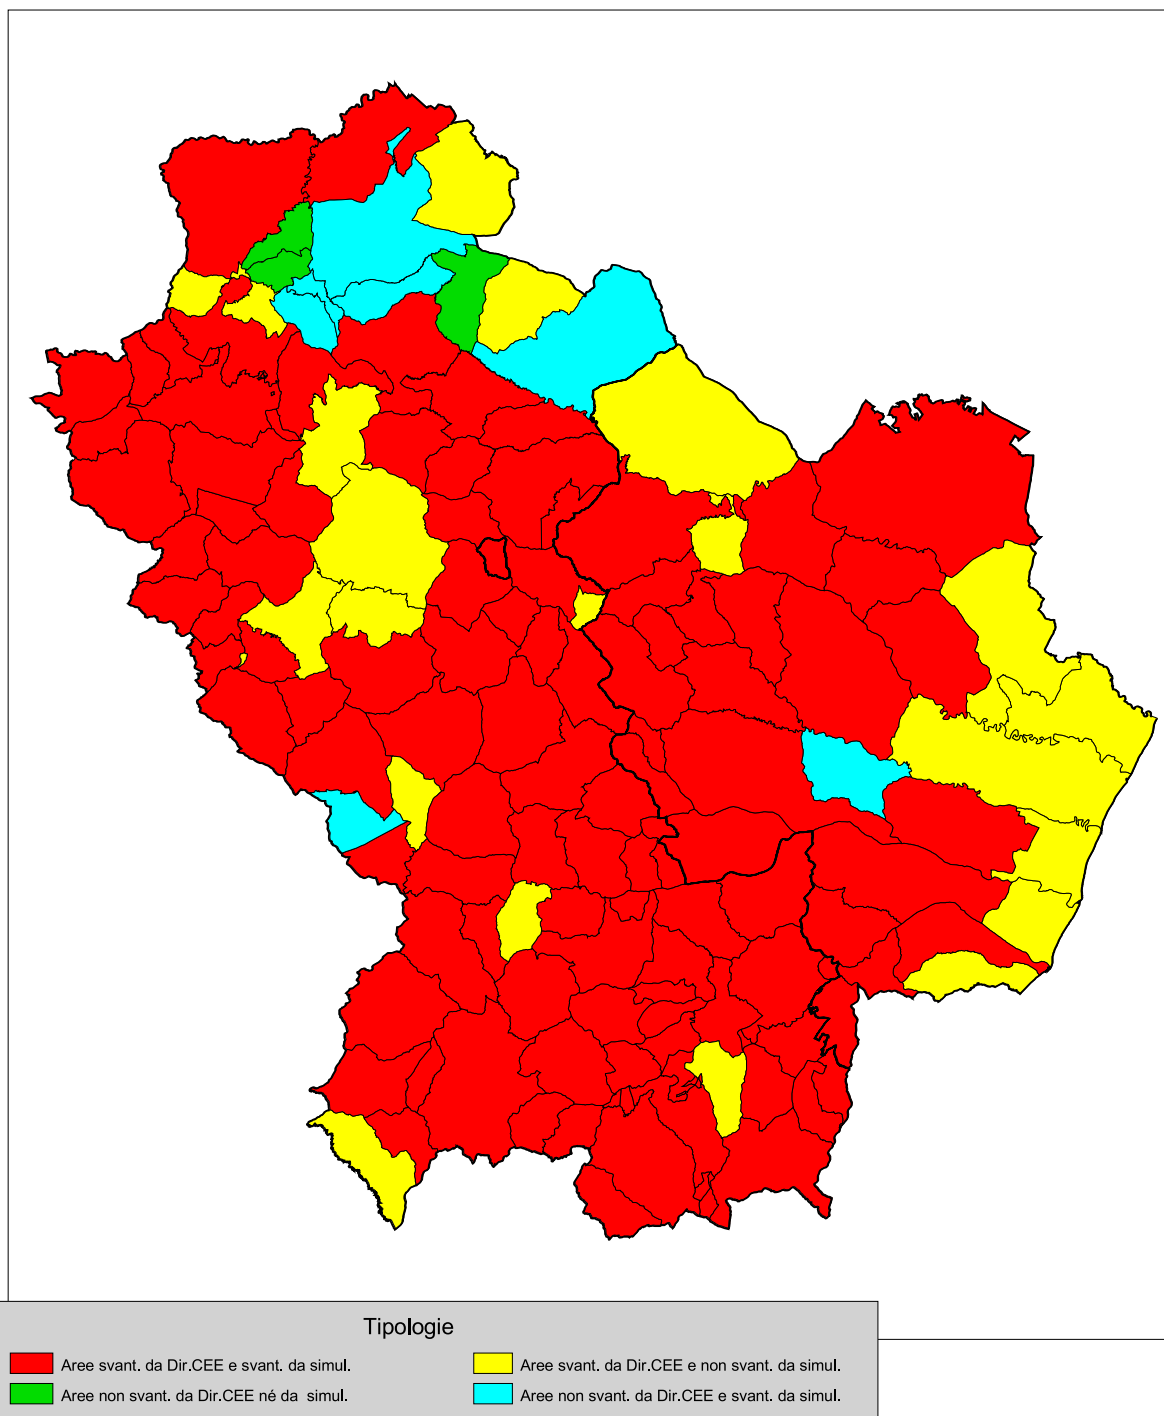 Tipologie
Aree svant. da Dir.CEE e svant. da simul.
Aree svant. da Dir.CEE e non svant. da simul.
Aree non svant. da Dir.CEE né da simul.
Aree non svant. da Dir.CEE e svant. da simul.